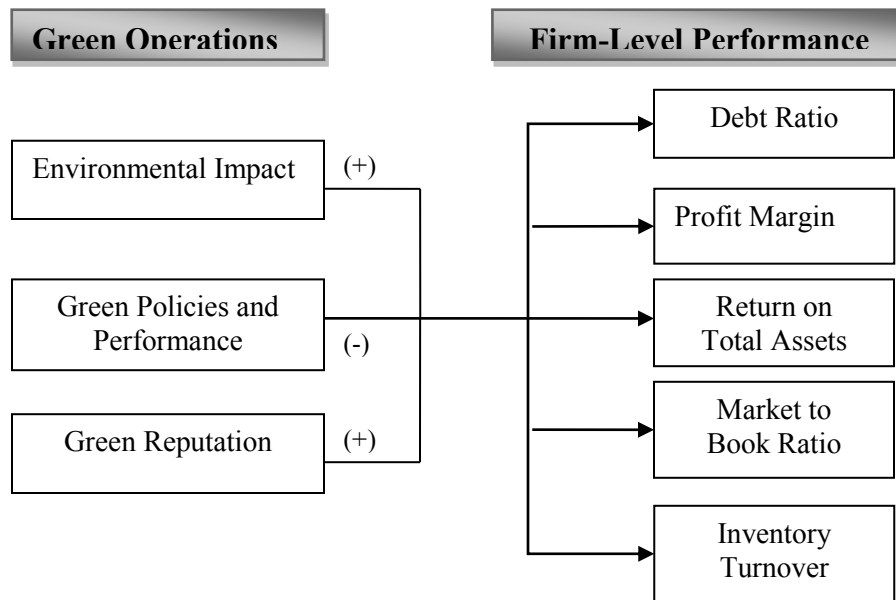 Green Operations
Firm-Level Performance
Environmental Impact
(+)
Green Policies and
Performance
(-)
Green Reputation
(+)
Debt Ratio
Profit Margin
Return on
Total Assets
Market to
Book Ratio
Inventory
Turnover